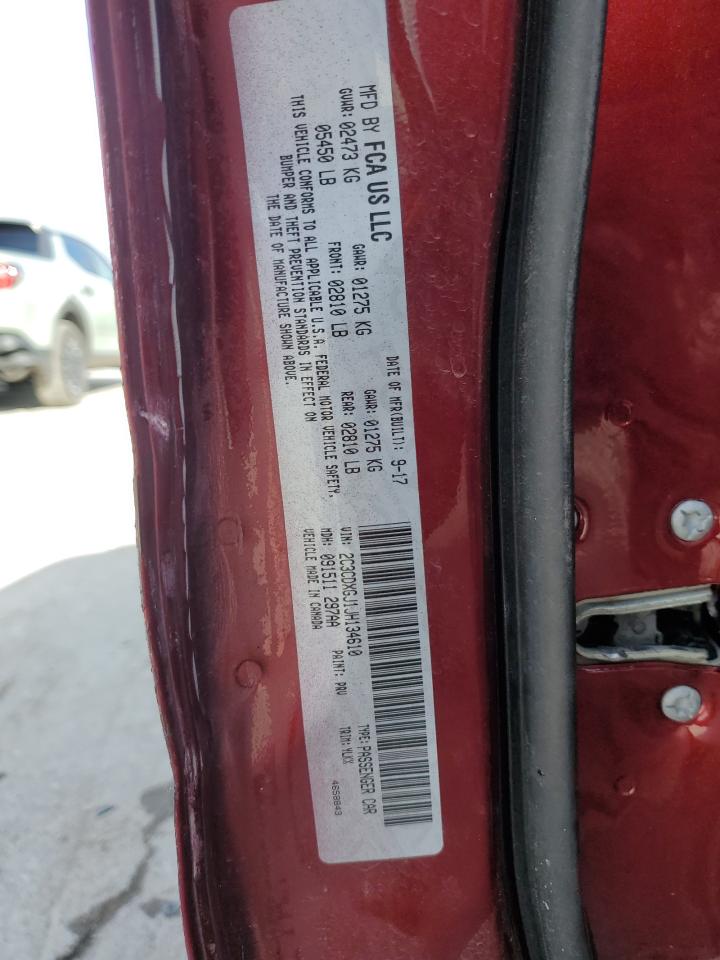 MFD BY FCA US LLC
DATE OF MFR(BUILT): 9-17
GVWR: 02473 KG
GAWR: 01275 KG
GAWR: 01275 KG
05450 LB
FRONT: 02810 LB
REAR: 02810 LB
THIS VEHICLE CONFORMS TO ALL APPLICABLE U.S.A. FEDERAL MOTOR VEHICLE SAFETY,
BUMPER AND THEFT PREVENTION STANDARDS IN EFFECT ON
THE DATE OF MANUFACTURE SHOWN ABOVE.
VIN: 2C3CDXGJ1JH134610
TYPE: PASSENGER CAR
MDH: 091511 297AA
PAINT: PRV
TRIM: YLXX
VEHICLE MADE IN CANADA
4658843